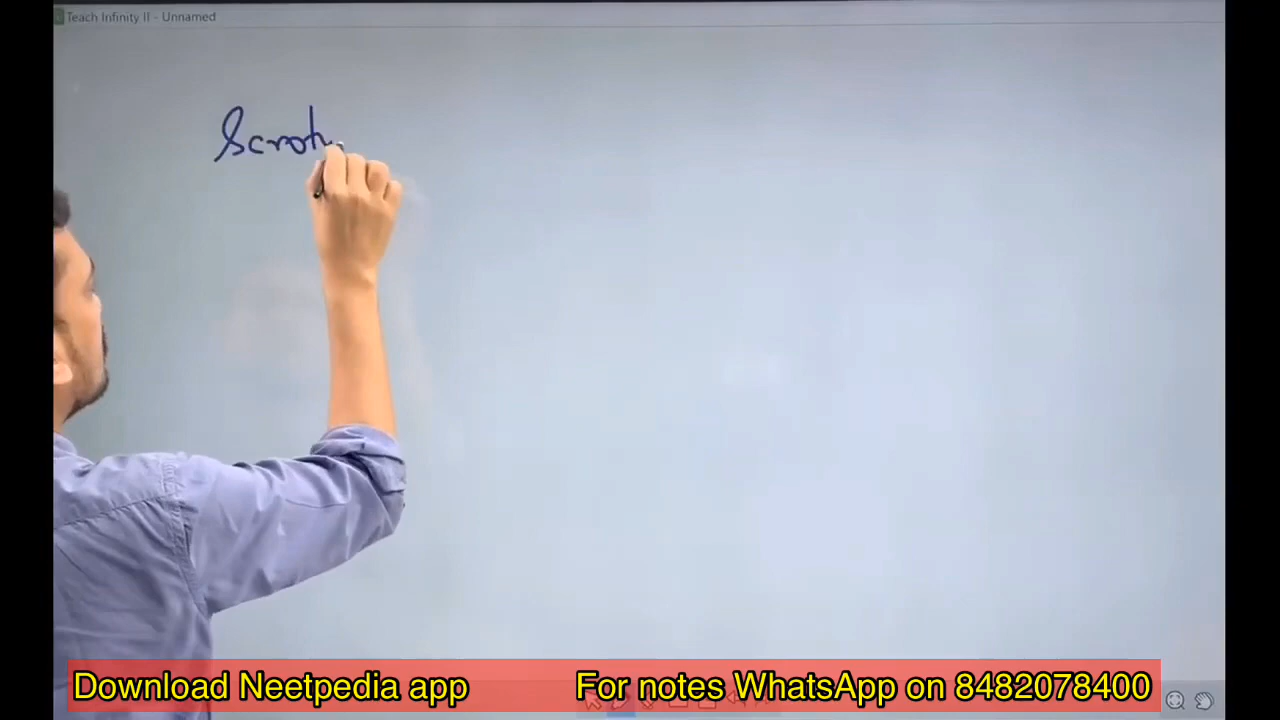 Teach Infinity II - Unnamed
Scrot
Download Neetpedia app For notes WhatsApp on 8482078400